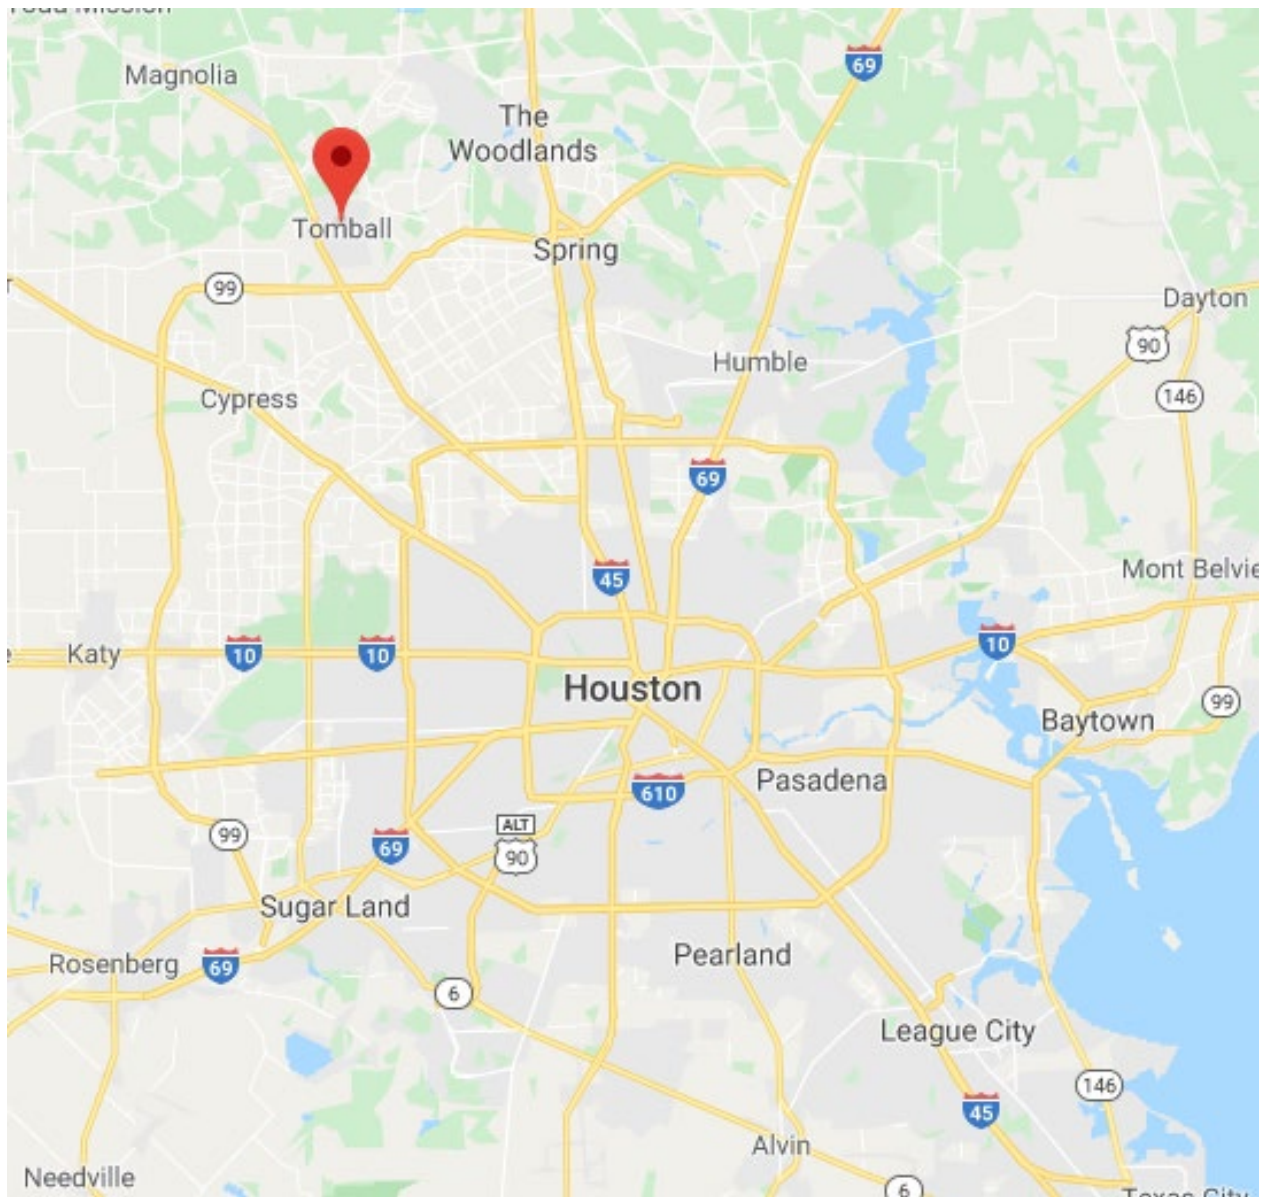 Magnolia
69
The
Woodlands
Tomball
Spring
99
Dayton
90
Humble
146
Cypress
69
45
Mont Belvie
10
10
10
Katy
Houston
99
Baytown
Pasadena
610
ALT
90
99
69
Sugar Land
Pearland
Rosenberg
69
6
League City
146
45
Alvin
Needville
6